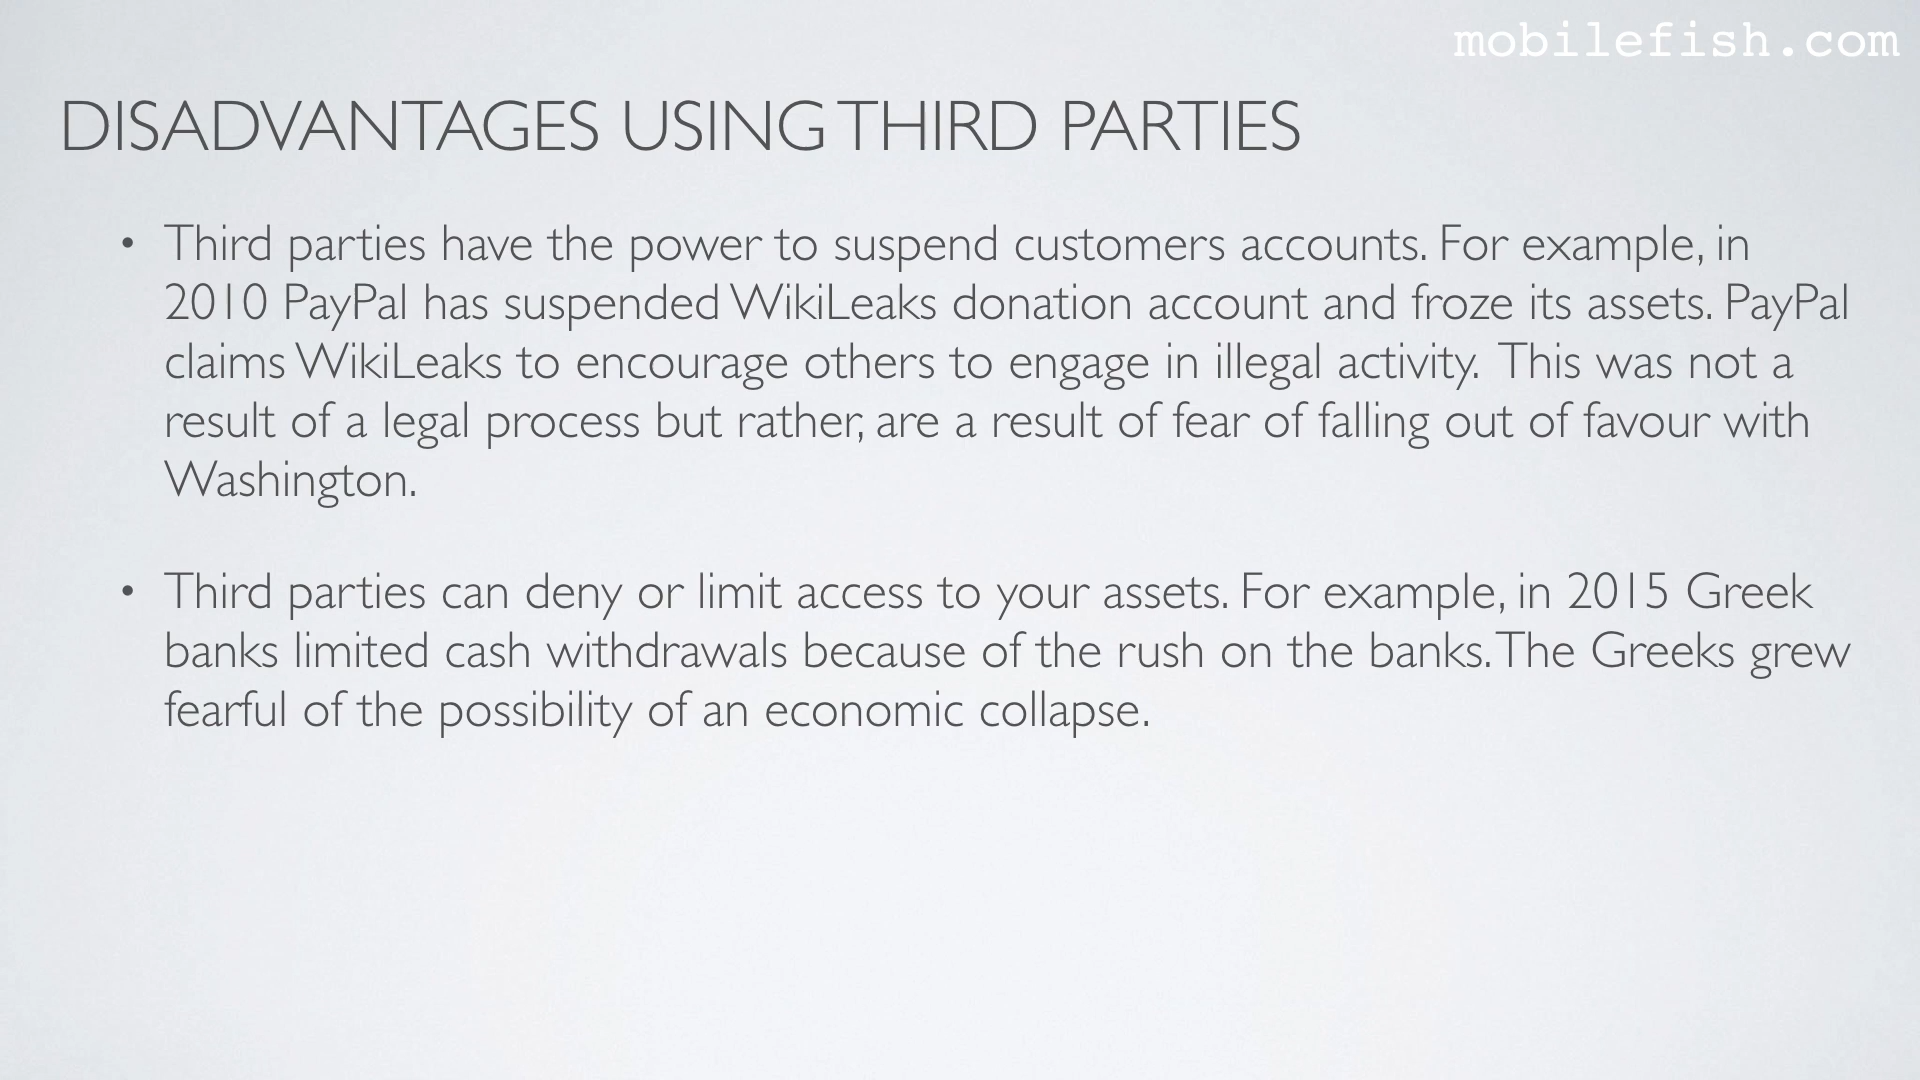 mobilefish.com
DISADVANTAGES USING THIRD PARTIES
• Third parties have the power to suspend customers accounts. For example, in
2010 PayPal has suspended WikiLeaks donation account and froze its assets. PayPal
claims WikiLeaks to encourage others to engage in illegal activity. This was not a
result of a legal process but rather, are a result of fear of falling out of favour with
Washington.
• Third parties can deny or limit access to your assets. For example, in 2015 Greek
banks limited cash withdrawals because of the rush on the banks. The Greeks grew
fearful of the possibility of an economic collapse.